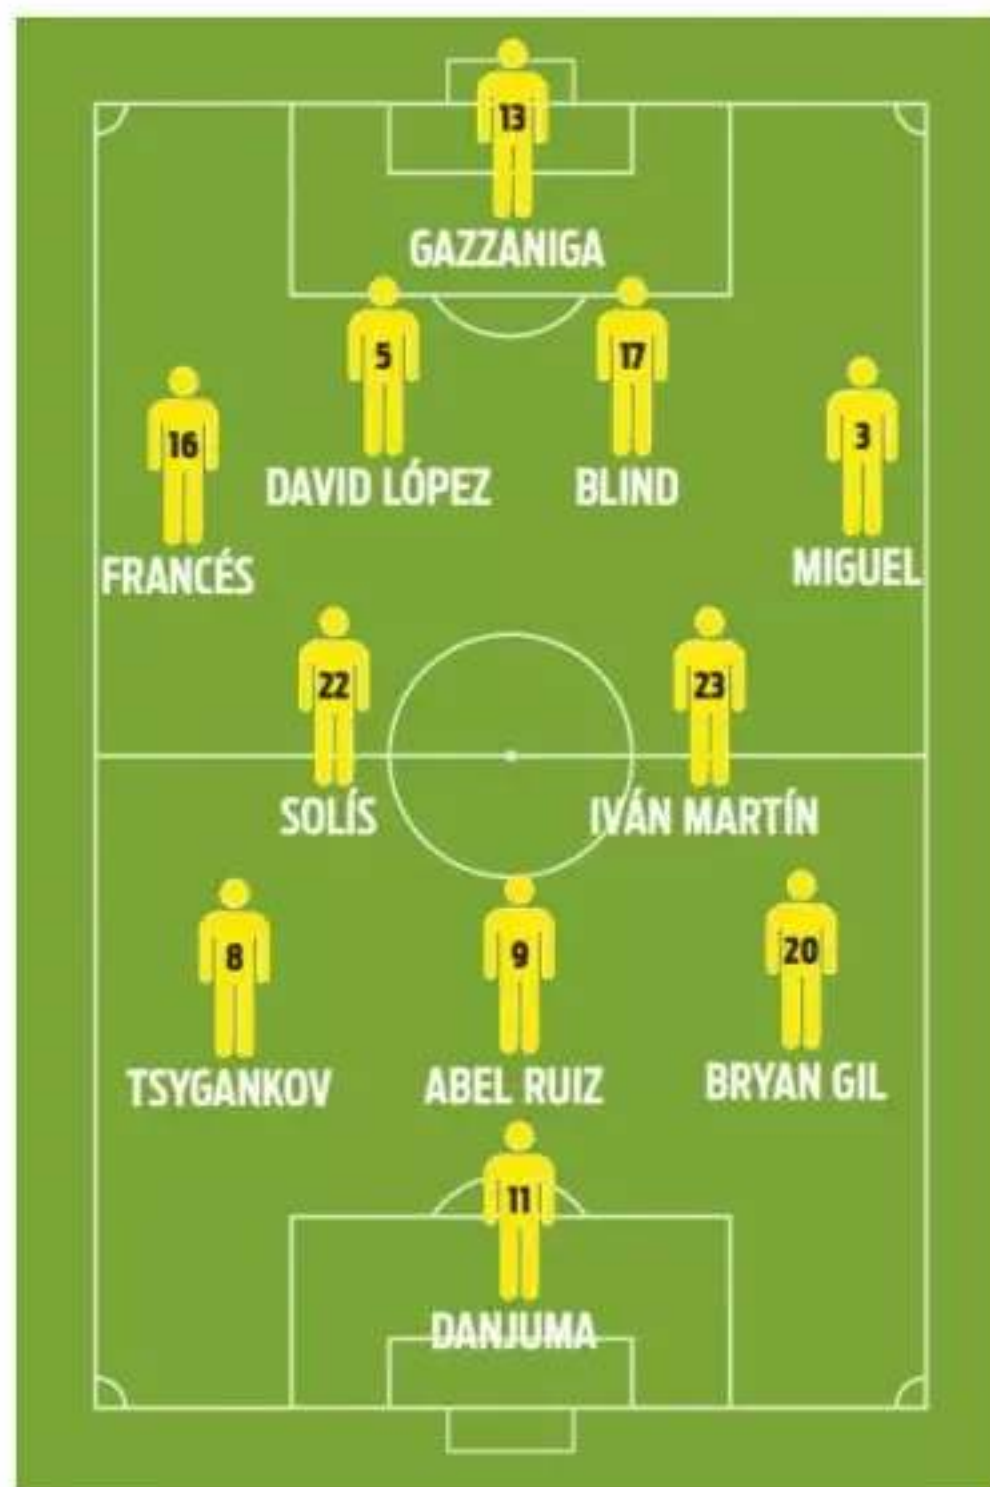 13
GAZZANIGA
5
DAVID LÓPEZ
17
BLIND
16
FRANCÉS
3
MIGUEL
22
SOLÍS
23
IVÁN MARTÍN
8
TSYGANKOV
9
ABEL RUIZ
20
BRYAN GIL
11
DANJUMA